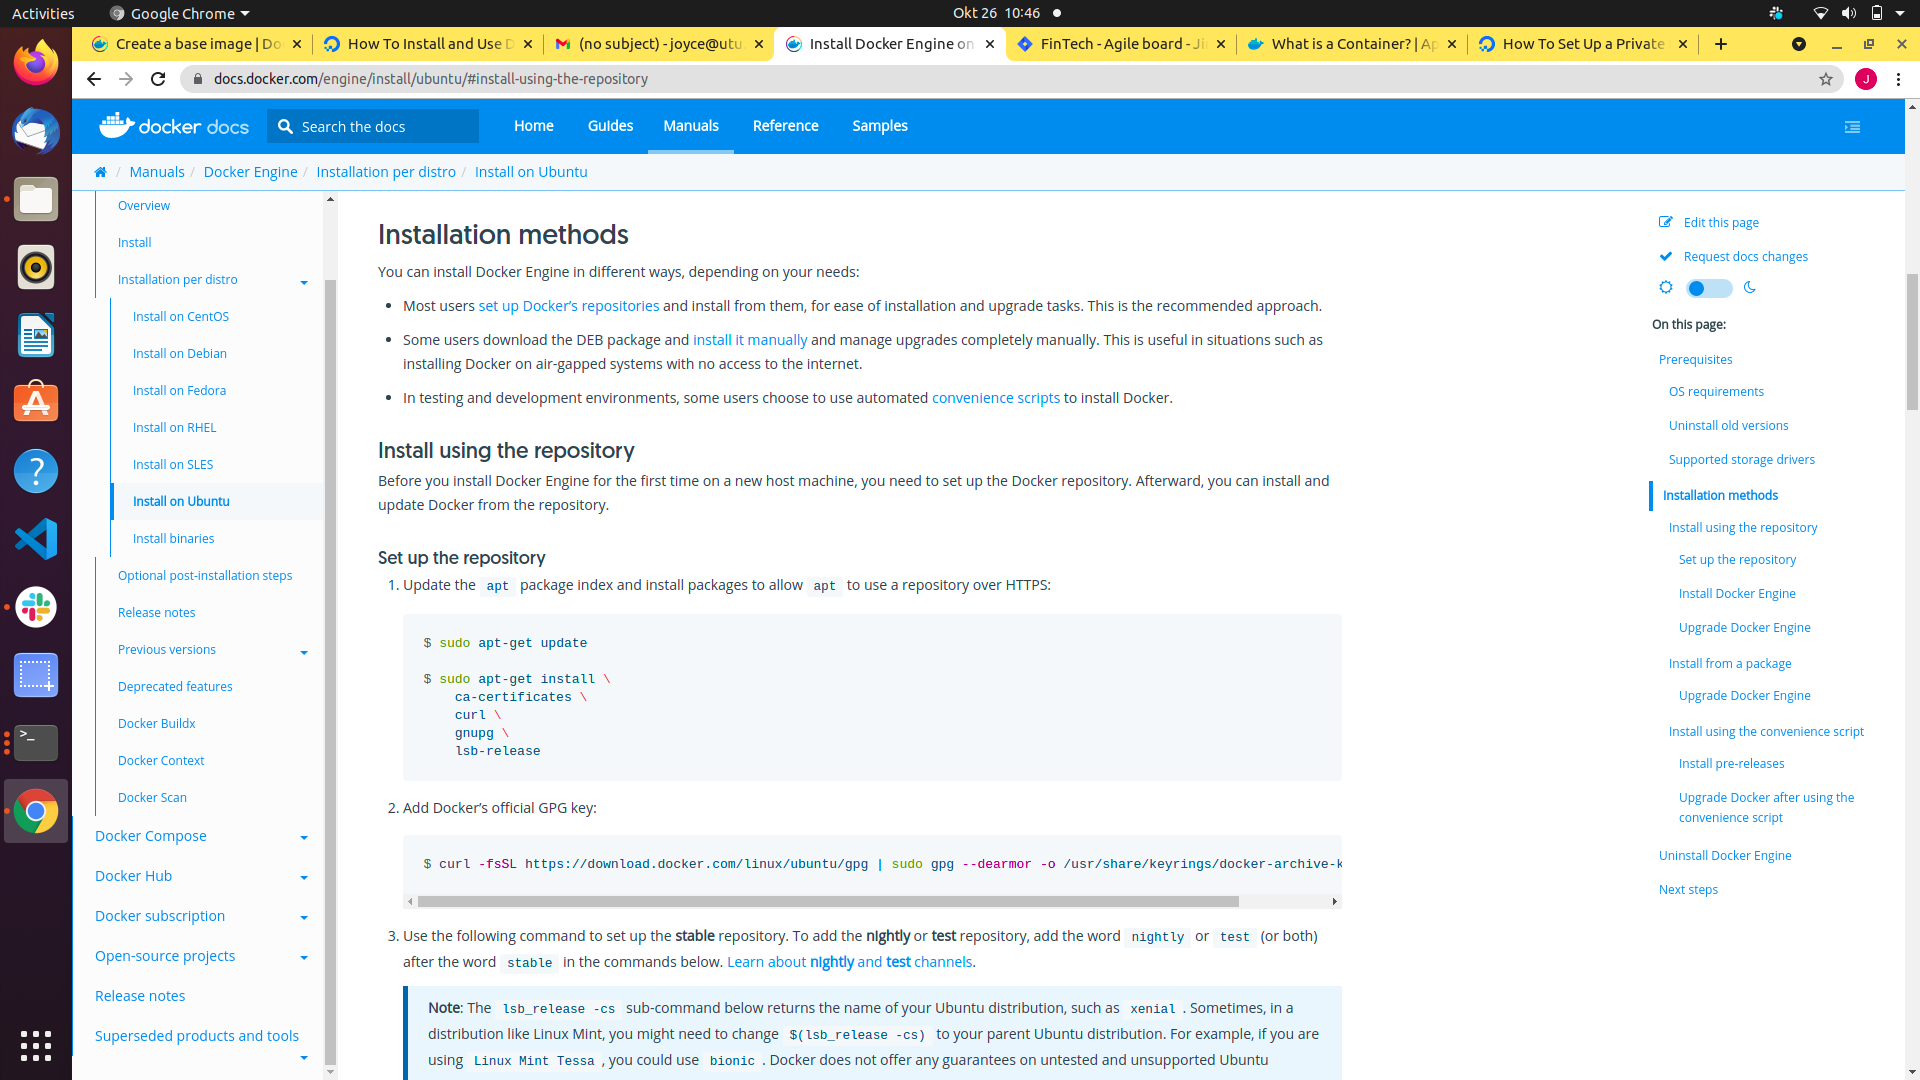 Activities
Google Chrome
Okt 26 10:46
Create a base image | Do
How To Install and Use D
(no subject) - joyce@utu.
Install Docker Engine on
FinTech - Agile board - Ji
What is a Container? | Ap
How To Set Up a Private
docs.docker.com/engine/install/ubuntu/#install-using-the-repository
J
docker docs
Search the docs
Home
Guides
Manuals
Reference
Samples
/ Manuals / Docker Engine / Installation per distro / Install on Ubuntu
Overview
Install
Installation per distro
Install on CentOS
Install on Debian
Install on Fedora
Install on RHEL
Install on SLES
Install on Ubuntu
Install binaries
Optional post-installation steps
Release notes
Previous versions
Deprecated features
Docker Buildx
Docker Context
Docker Scan
Docker Compose
Docker Hub
Docker subscription
Open-source projects
Release notes
Superseded products and tools
Installation methods
You can install Docker Engine in different ways, depending on your needs:
• Most users set up Docker’s repositories and install from them, for ease of installation and upgrade tasks. This is the recommended approach.
• Some users download the DEB package and install it manually and manage upgrades completely manually. This is useful in situations such as
installing Docker on air-gapped systems with no access to the internet.
• In testing and development environments, some users choose to use automated convenience scripts to install Docker.
Install using the repository
Before you install Docker Engine for the first time on a new host machine, you need to set up the Docker repository. Afterward, you can install and
update Docker from the repository.
Set up the repository
1. Update the apt package index and install packages to allow apt to use a repository over HTTPS:
$ sudo apt-get update
$ sudo apt-get install \
ca-certificates \
curl \
gnupg \
lsb-release
2. Add Docker’s official GPG key:
$ curl -fsSL https://download.docker.com/linux/ubuntu/gpg | sudo gpg --dearmor -o /usr/share/keyrings/docker-archive-k
3. Use the following command to set up the stable repository. To add the nightly or test repository, add the word nightly or test (or both)
after the word stable in the commands below. Learn about nightly and test channels.
Note: The lsb_release -cs sub-command below returns the name of your Ubuntu distribution, such as xenial. Sometimes, in a
distribution like Linux Mint, you might need to change $(lsb_release -cs) to your parent Ubuntu distribution. For example, if you are
using Linux Mint Tessa, you could use bionic. Docker does not offer any guarantees on untested and unsupported Ubuntu
Edit this page
Request docs changes
On this page:
Prerequisites
OS requirements
Uninstall old versions
Supported storage drivers
Installation methods
Install using the repository
Set up the repository
Install Docker Engine
Upgrade Docker Engine
Install from a package
Upgrade Docker Engine
Install using the convenience script
Install pre-releases
Upgrade Docker after using the
convenience script
Uninstall Docker Engine
Next steps